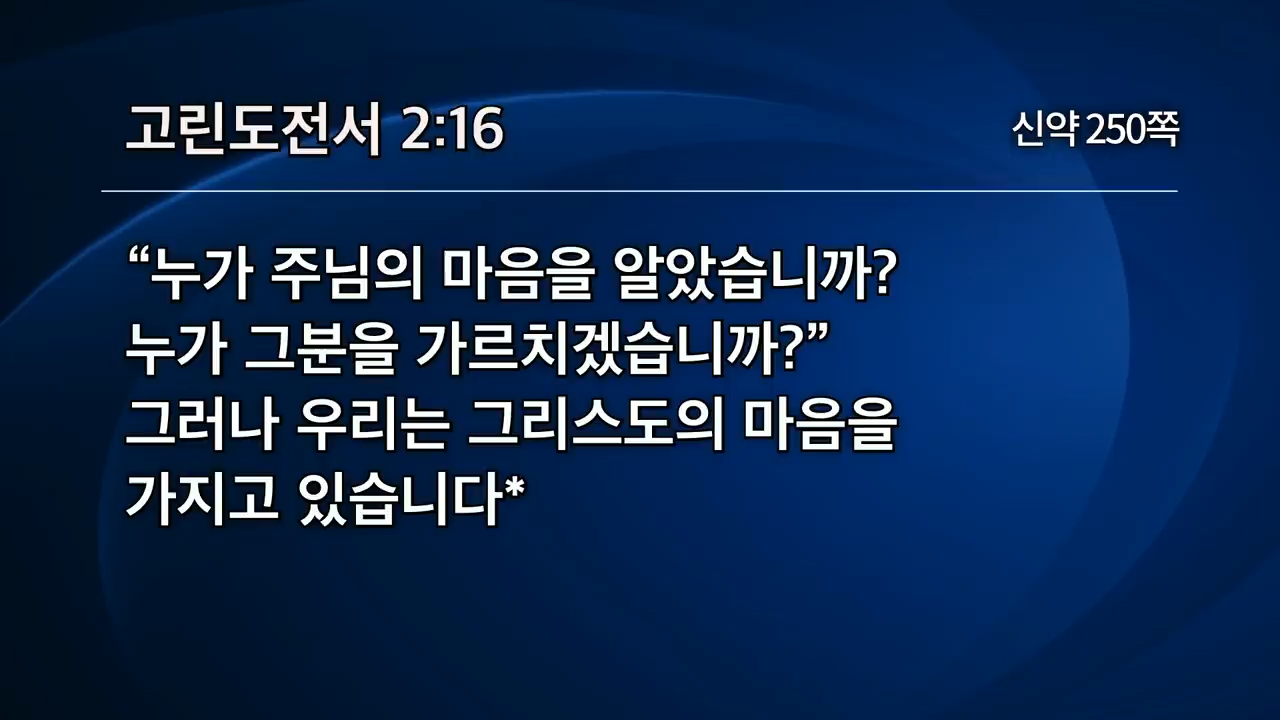 고린도전서 2:16
신약 250쪽
“누가 주님의 마음을 알았습니까?
누가 그분을 가르치겠습니까?”
그러나 우리는 그리스도의 마음을
가지고 있습니다*